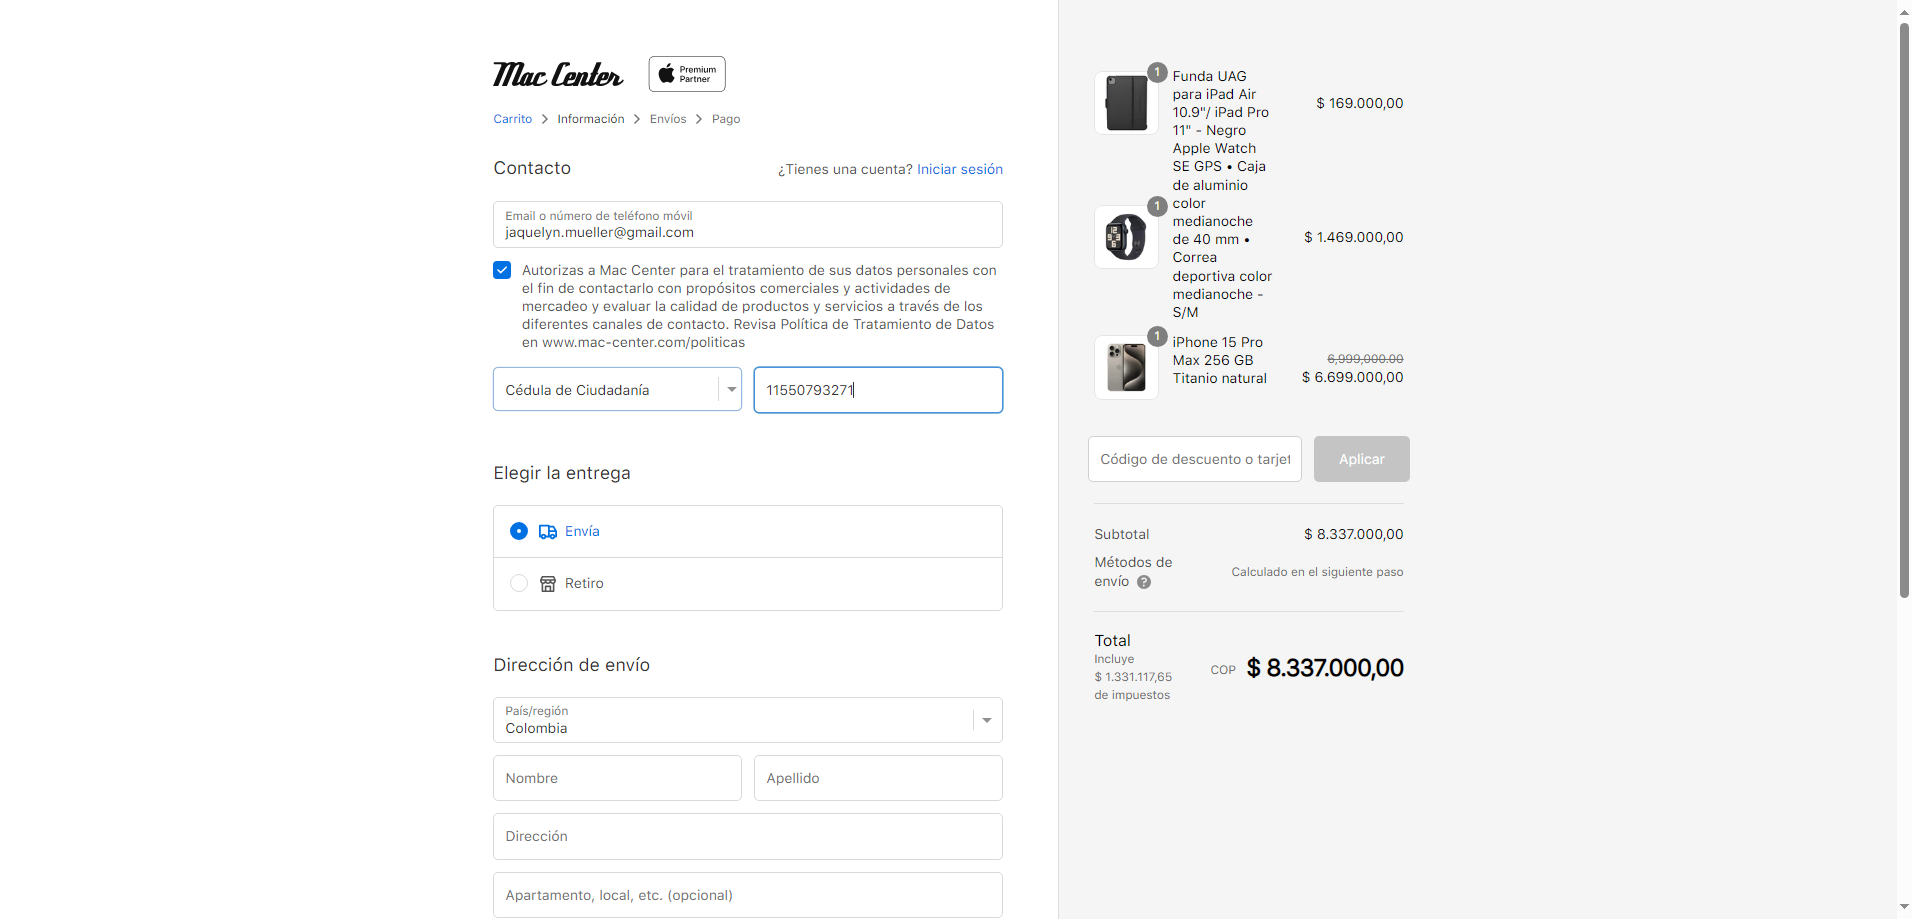 Mac Center
Premium
Partner
Carrito > Información > Envíos > Pago
Contacto
¿Tienes una cuenta? Iniciar sesión
Email o número de teléfono móvil
jaquelyn.mueller@gmail.com
Autorizas a Mac Center para el tratamiento de sus datos personales con
el fin de contactarlo con propósitos comerciales y actividades de
mercadeo y evaluar la calidad de productos y servicios a través de los
diferentes canales de contacto. Revisa Política de Tratamiento de Datos
en www.mac-center.com/politicas
Cédula de Ciudadanía
11550793271
Elegir la entrega
Envía
Retiro
Dirección de envío
País/región
Colombia
Nombre
Apellido
Dirección
Apartamento, local, etc. (opcional)
1
Funda UAG
para iPad Air
10.9"/ iPad Pro
11" - Negro
$ 169.000,00
1
Apple Watch
SE GPS • Caja
de aluminio
color
medianoche
de 40 mm •
Correa
deportiva color
medianoche -
S/M
$ 1.469.000,00
1
iPhone 15 Pro
Max 256 GB
Titanio natural
6,999,000.00
$ 6.699.000,00
Código de descuento o tarjet
Aplicar
Subtotal
$ 8.337.000,00
Métodos de
envío ?
Calculado en el siguiente paso
Total
Incluye
$ 1.331.117,65
de impuestos
COP $ 8.337.000,00